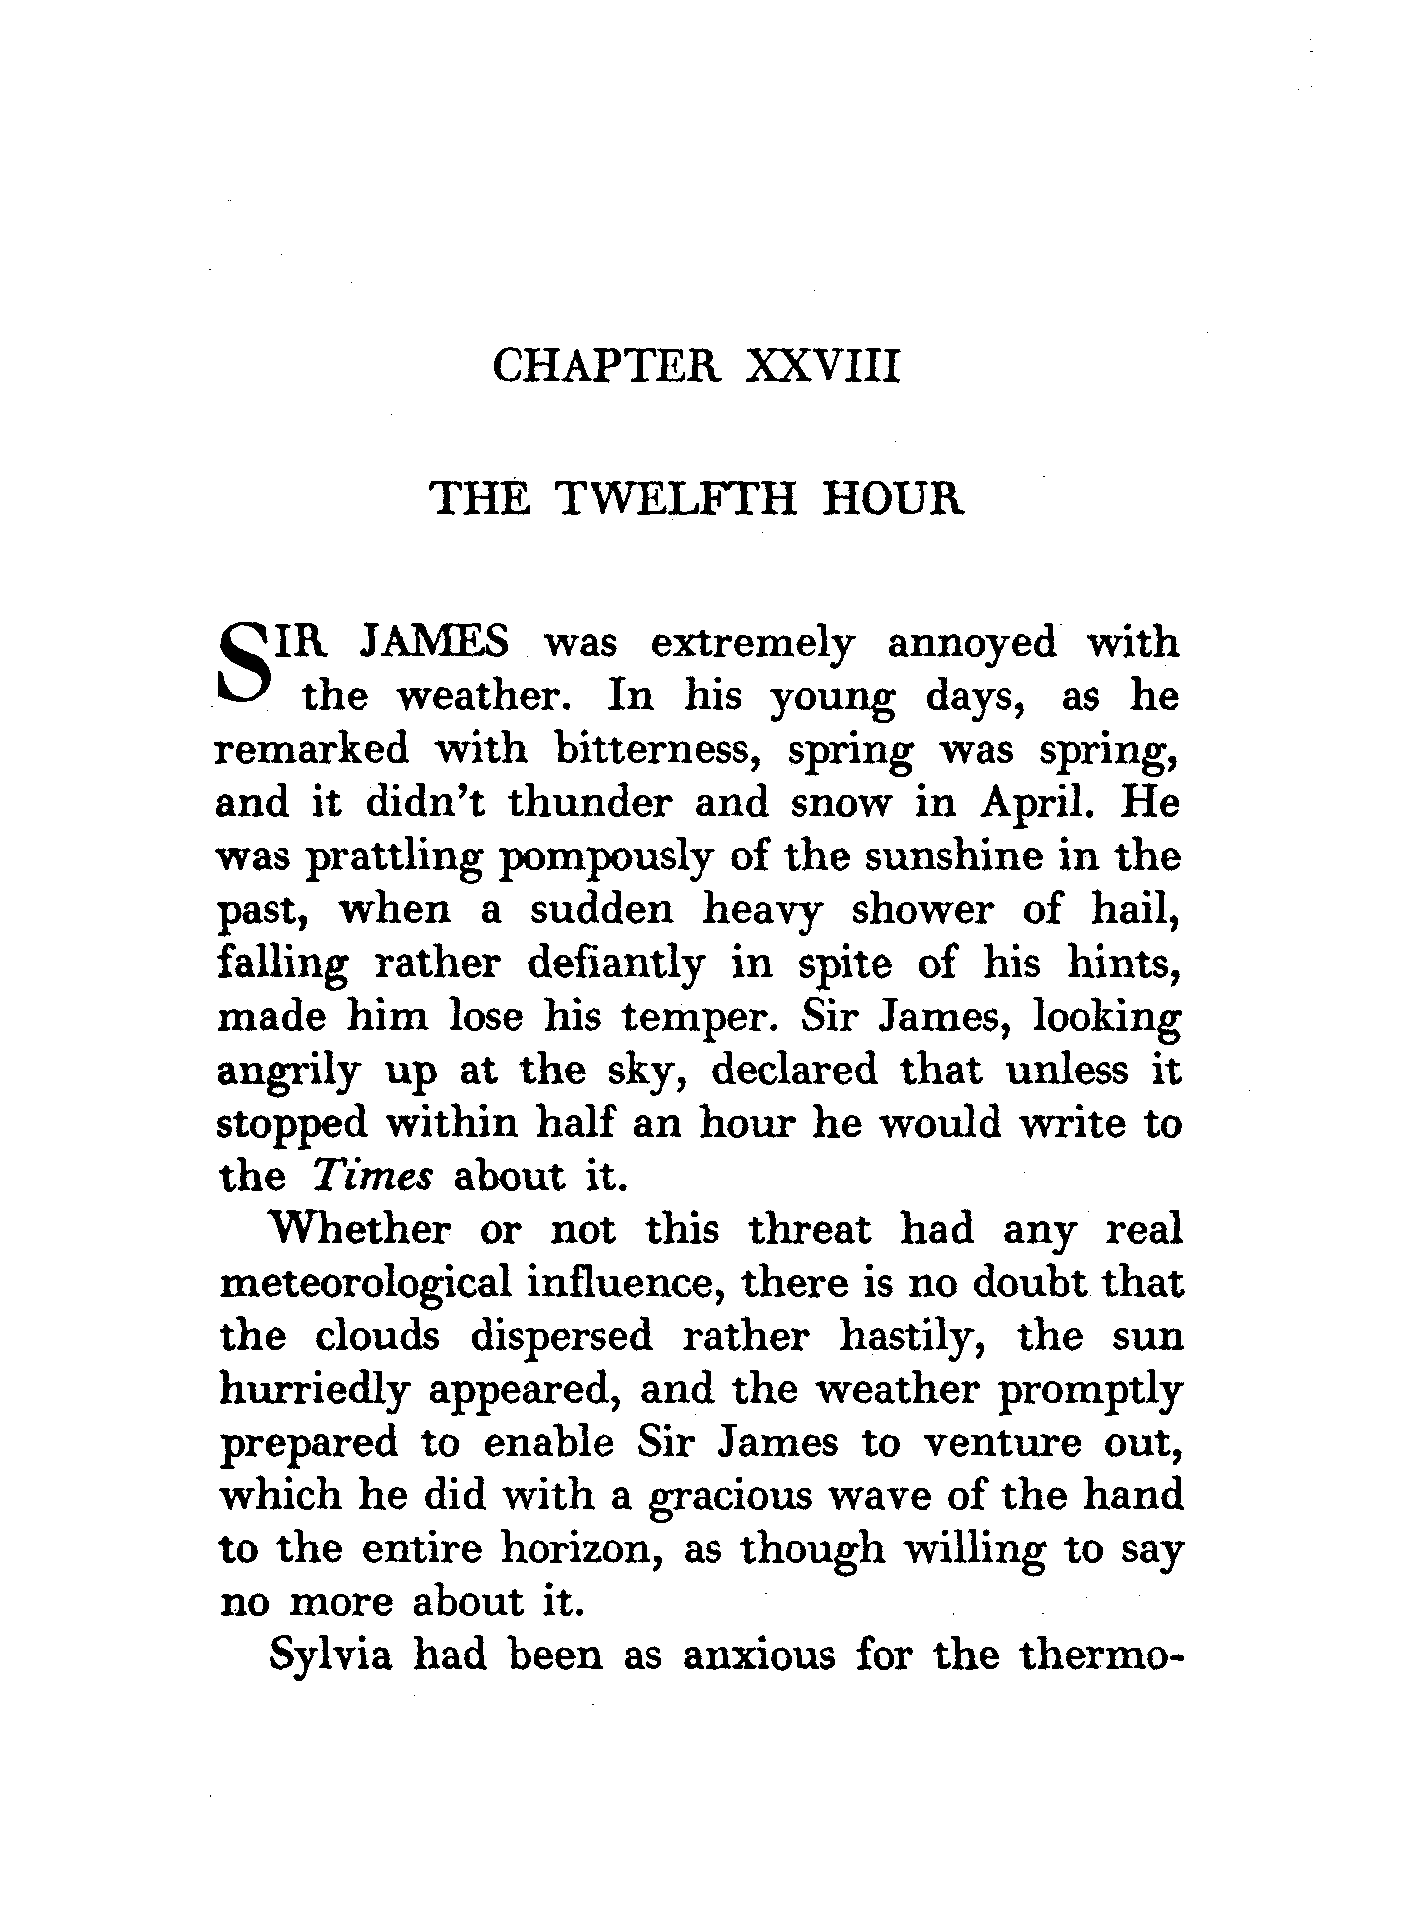 CHAPTER XXVIII
THE TWELFTH HOUR
SIR JAMES was extremely annoyed with
the weather. In his young days, as he
remarked with bitterness, spring was spring,
and it didn't thunder and snow in April. He
was prattling pompously of the sunshine in the
past, when a sudden heavy shower of hail,
falling rather defiantly in spite of his hints,
made him lose his temper. Sir James, looking
angrily up at the sky, declared that unless it
stopped within half an hour he would write to
the Times about it.
Whether or not this threat had any real
meteorological influence, there is no doubt that
the clouds dispersed rather hastily, the sun
hurriedly appeared, and the weather promptly
prepared to enable Sir James to venture out,
which he did with a gracious wave of the hand
to the entire horizon, as though willing to say
no more about it.
Sylvia had been as anxious for the thermo-